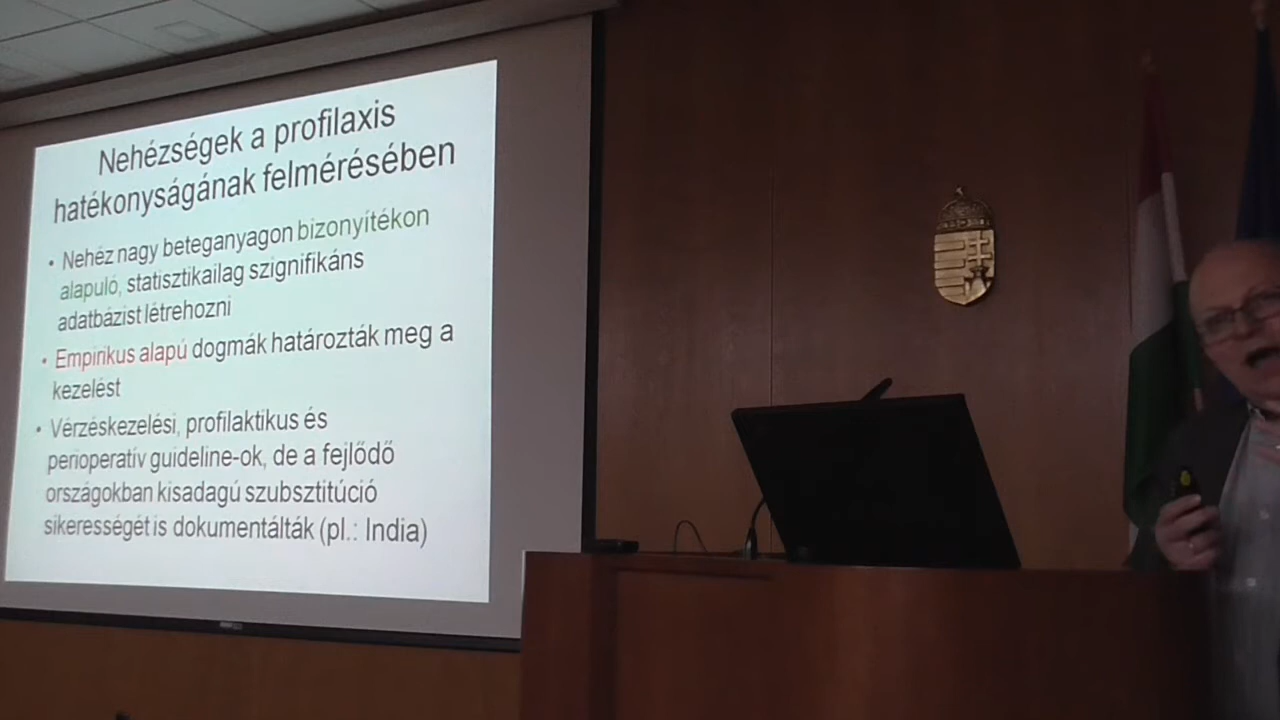 Nehézségek a profilaxis
hatékonyságának felmérésében
• Nehéz nagy beteganyagon bizonyítékon
alapuló, statisztikailag szignifikáns
adatbázist létrehozni
• Empirikus alapú dogmák határozták meg a
kezelést
• Vérzéskezelési, profilaktikus és
perioperatív guideline-ok, de a fejlődő
országokban kisadagú szubsztitúció
sikerességét is dokumentálták (pl.: India)